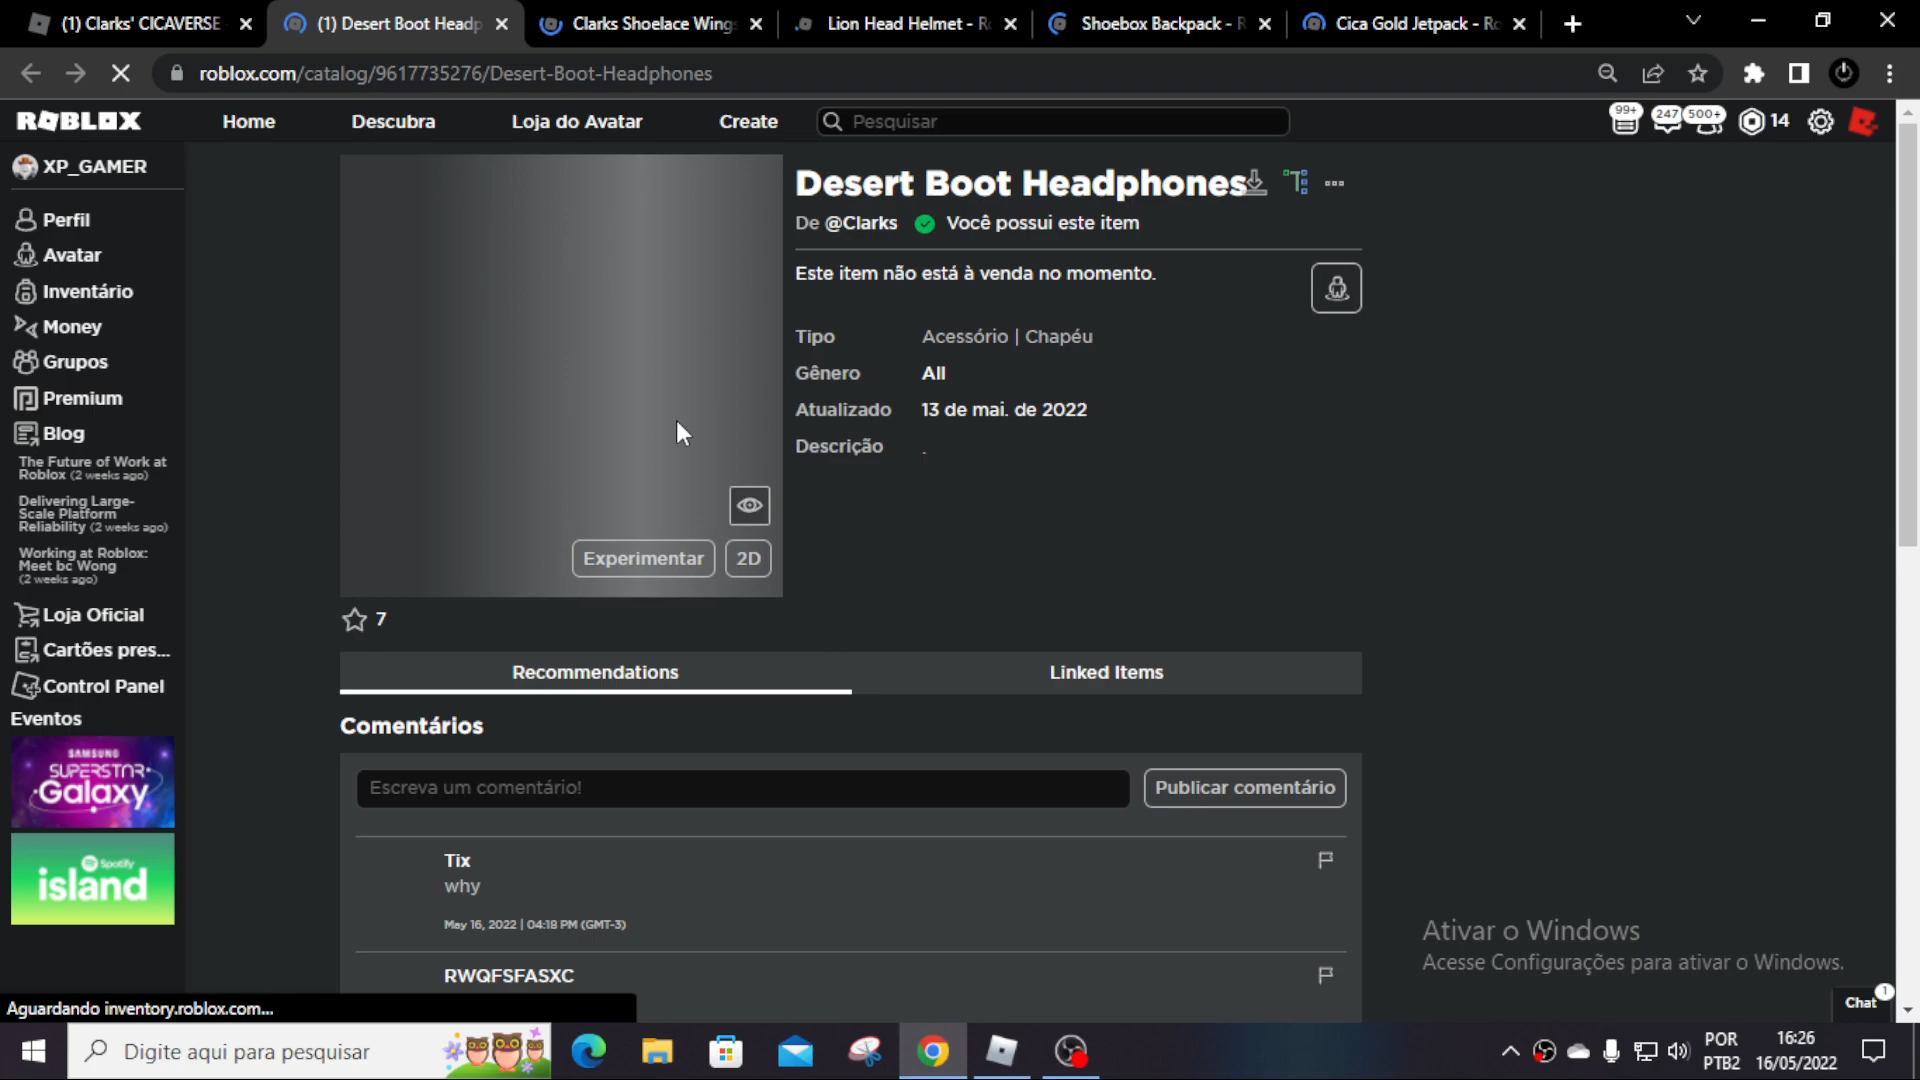 (1) Clarks' CICAVERSE
(1) Desert Boot Headp
Clarks Shoelace Wing
Lion Head Helmet - R
Shoebox Backpack - R
Cica Gold Jetpack - Ro
roblox.com/catalog/9617735276/Desert-Boot-Headphones
ROBLOX
Home
Descubra
Loja do Avatar
Create
Pesquisar
99+
247
500+
14
XP_GAMER
Perfil
Avatar
Inventário
Money
Grupos
Premium
Blog
The Future of Work at
Roblox (2 weeks ago)
Delivering Large-
Scale Platform
Reliability (2 weeks ago)
Working at Roblox:
Meet bc Wong
(2 weeks ago)
Loja Oficial
Cartões pres...
Control Panel
Eventos
SAMSUNG
SUPERSTAR
Galaxy
Spotify
island
Desert Boot Headphones
De @Clarks Você possui este item
Este item não está à venda no momento.
Tipo Acessório | Chapéu
Gênero All
Atualizado 13 de mai. de 2022
Descrição .
Experimentar
2D
7
Recommendations
Linked Items
Comentários
Escreva um comentário!
Publicar comentário
Tix
why
May 16, 2022 | 04:18 PM (GMT-3)
RWQFSFASXC
Ativar o Windows
Acesse Configurações para ativar o Windows.
Chat
1
Aguardando inventory.roblox.com...
Digite aqui para pesquisar
POR
PTB2
16:26
16/05/2022